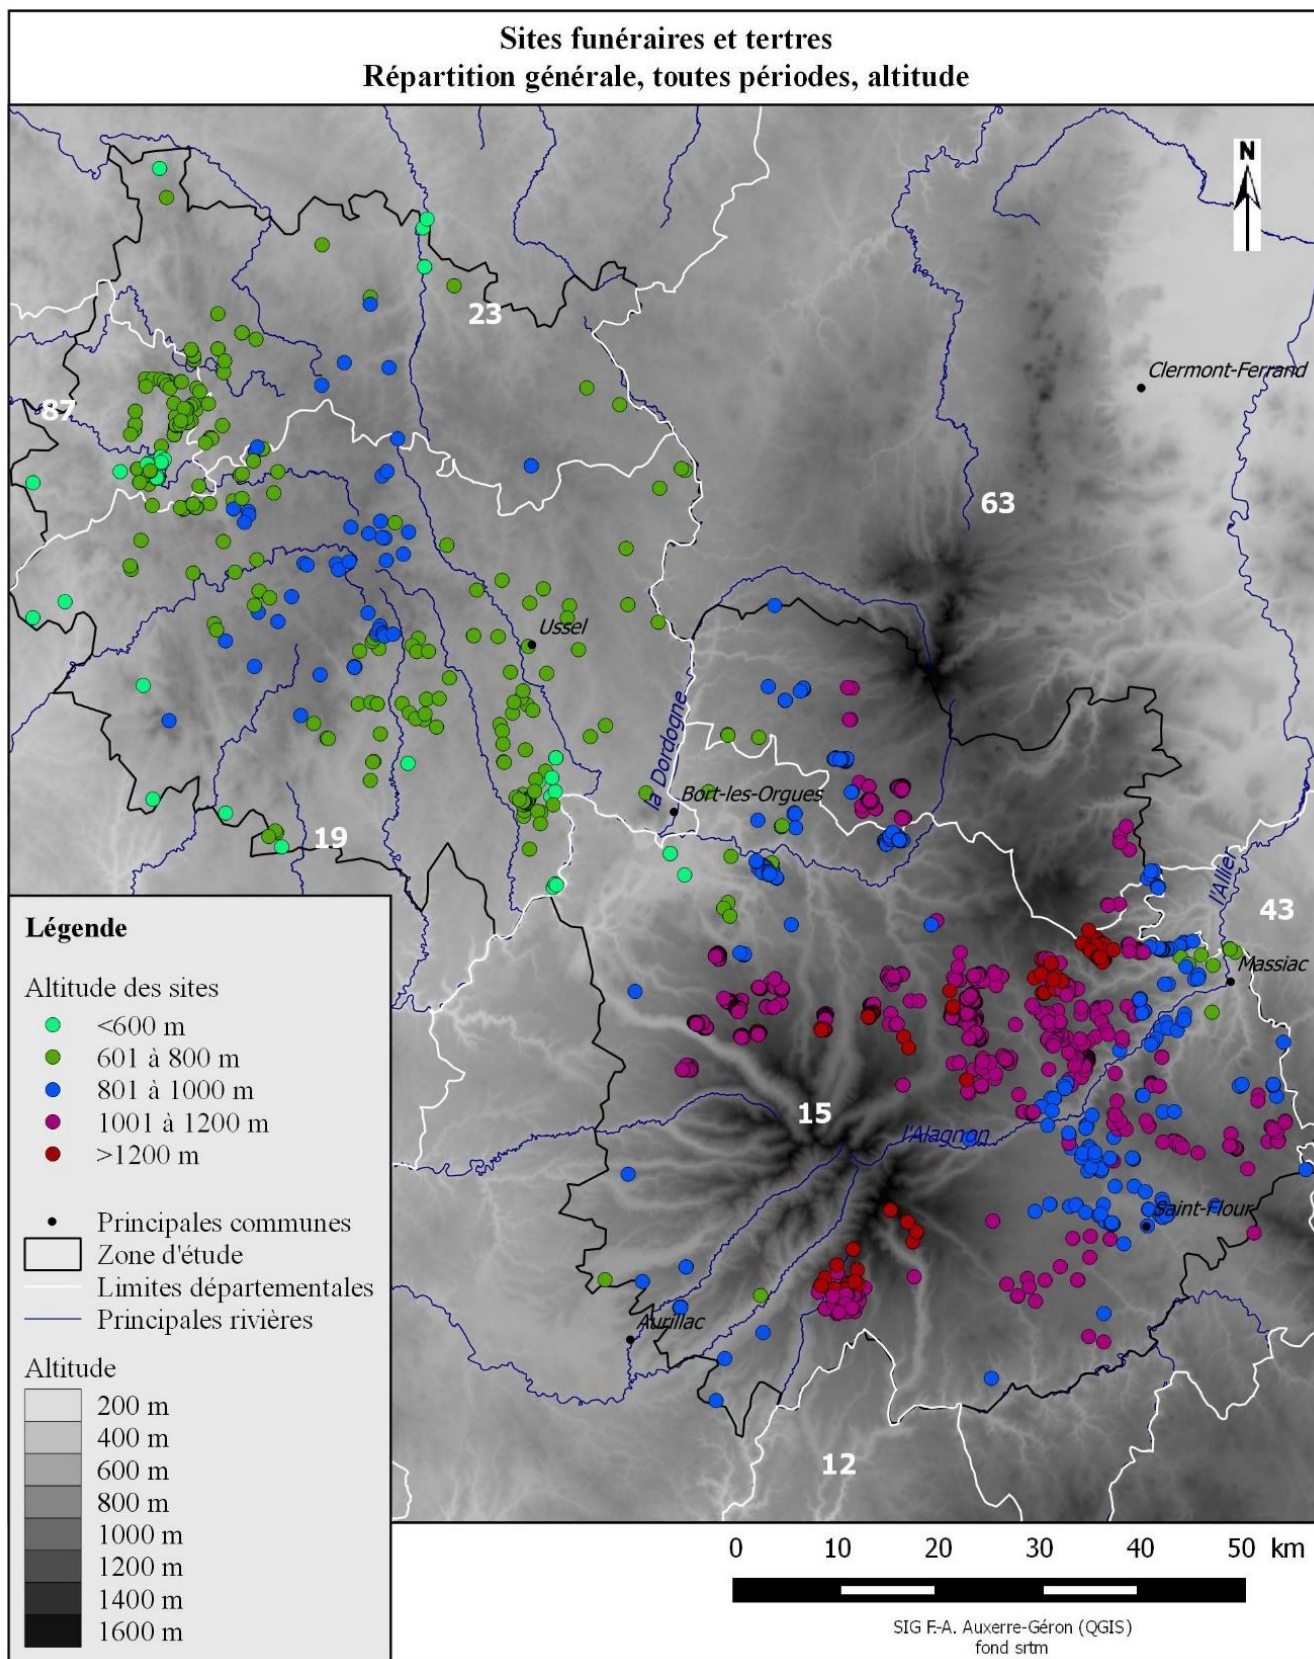 Sites funéraires et tertres
Répartition générale, toutes périodes, altitude
N
23
Clermont-Ferrand
87
63
Ussel
la Dordogne
Bort-les-Orgues
19
l'Allier
43
Massiac
15
l'Alagnon
Saint-Flour
Aurillac
12
Légende
Altitude des sites
<600 m
601 à 800 m
801 à 1000 m
1001 à 1200 m
>1200 m
Principales communes
Zone d'étude
Limites départementales
Principales rivières
Altitude
200 m
400 m
600 m
800 m
1000 m
1200 m
1400 m
1600 m
0 10 20 30 40 50 km
SIG F.-A. Auxerre-Géron (QGIS)
fond srtm